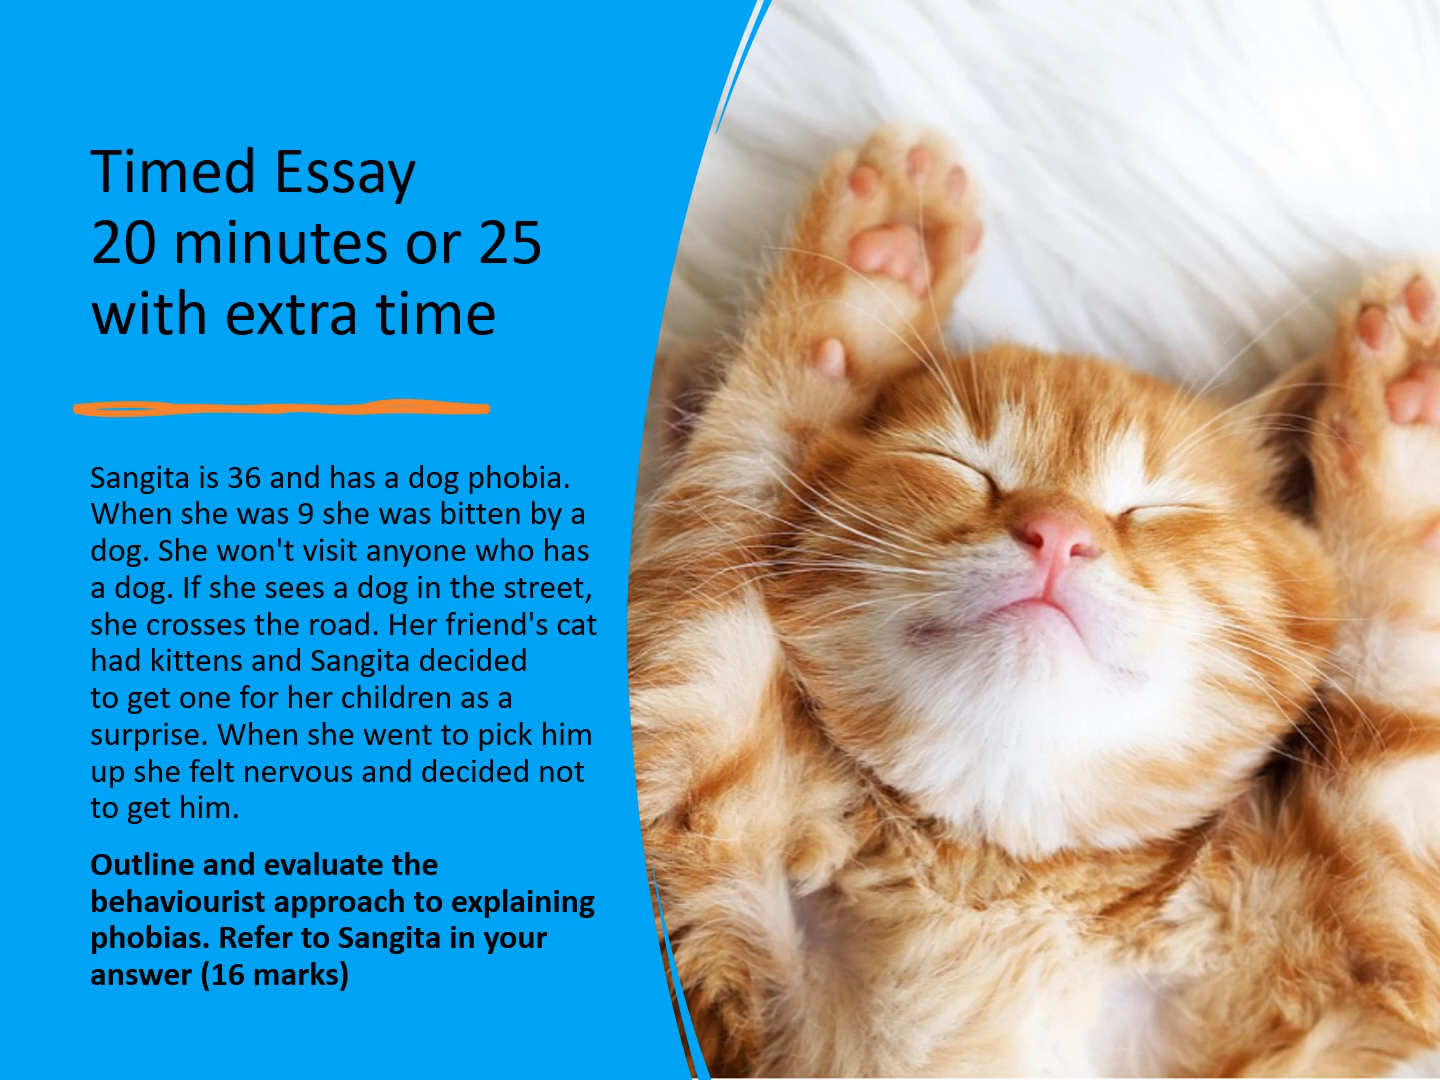 Timed Essay
20 minutes or 25
with extra time
Sangita is 36 and has a dog phobia.
When she was 9 she was bitten by a
dog. She won't visit anyone who has
a dog. If she sees a dog in the street,
she crosses the road. Her friend's cat
had kittens and Sangita decided
to get one for her children as a
surprise. When she went to pick him
up she felt nervous and decided not
to get him.
Outline and evaluate the
behaviourist approach to explaining
phobias. Refer to Sangita in your
answer (16 marks)